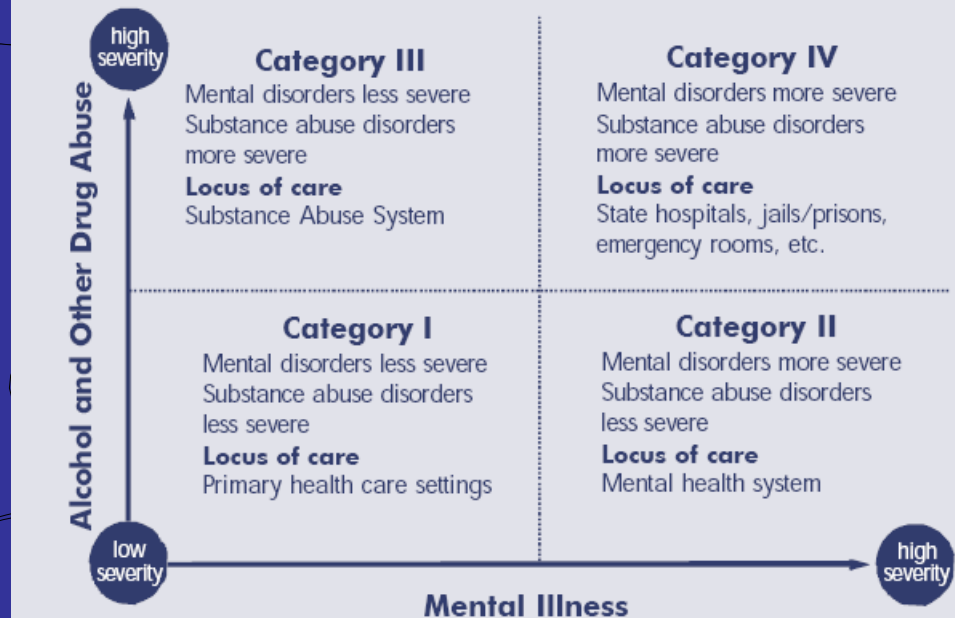 high
severity
Alcohol and Other Drug Abuse
Category III
Mental disorders less severe
Substance abuse disorders
more severe
Locus of care
Substance Abuse System
Category IV
Mental disorders more severe
Substance abuse disorders
more severe
Locus of care
State hospitals, jails/prisons,
emergency rooms, etc.
Category I
Mental disorders less severe
Substance abuse disorders
less severe
Locus of care
Primary health care settings
Category II
Mental disorders more severe
Substance abuse disorders
less severe
Locus of care
Mental health system
low
severity
high
severity
Mental Illness